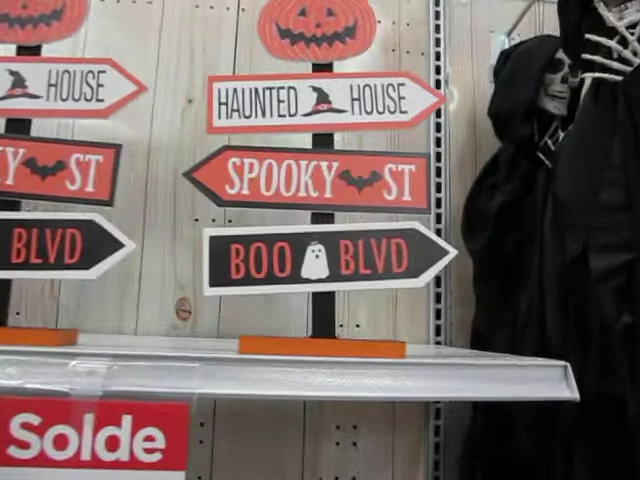 HOUSE
HAUNTED HOUSE
Y ST
SPOOKY ST
BLVD
BOO BLVD
Solde